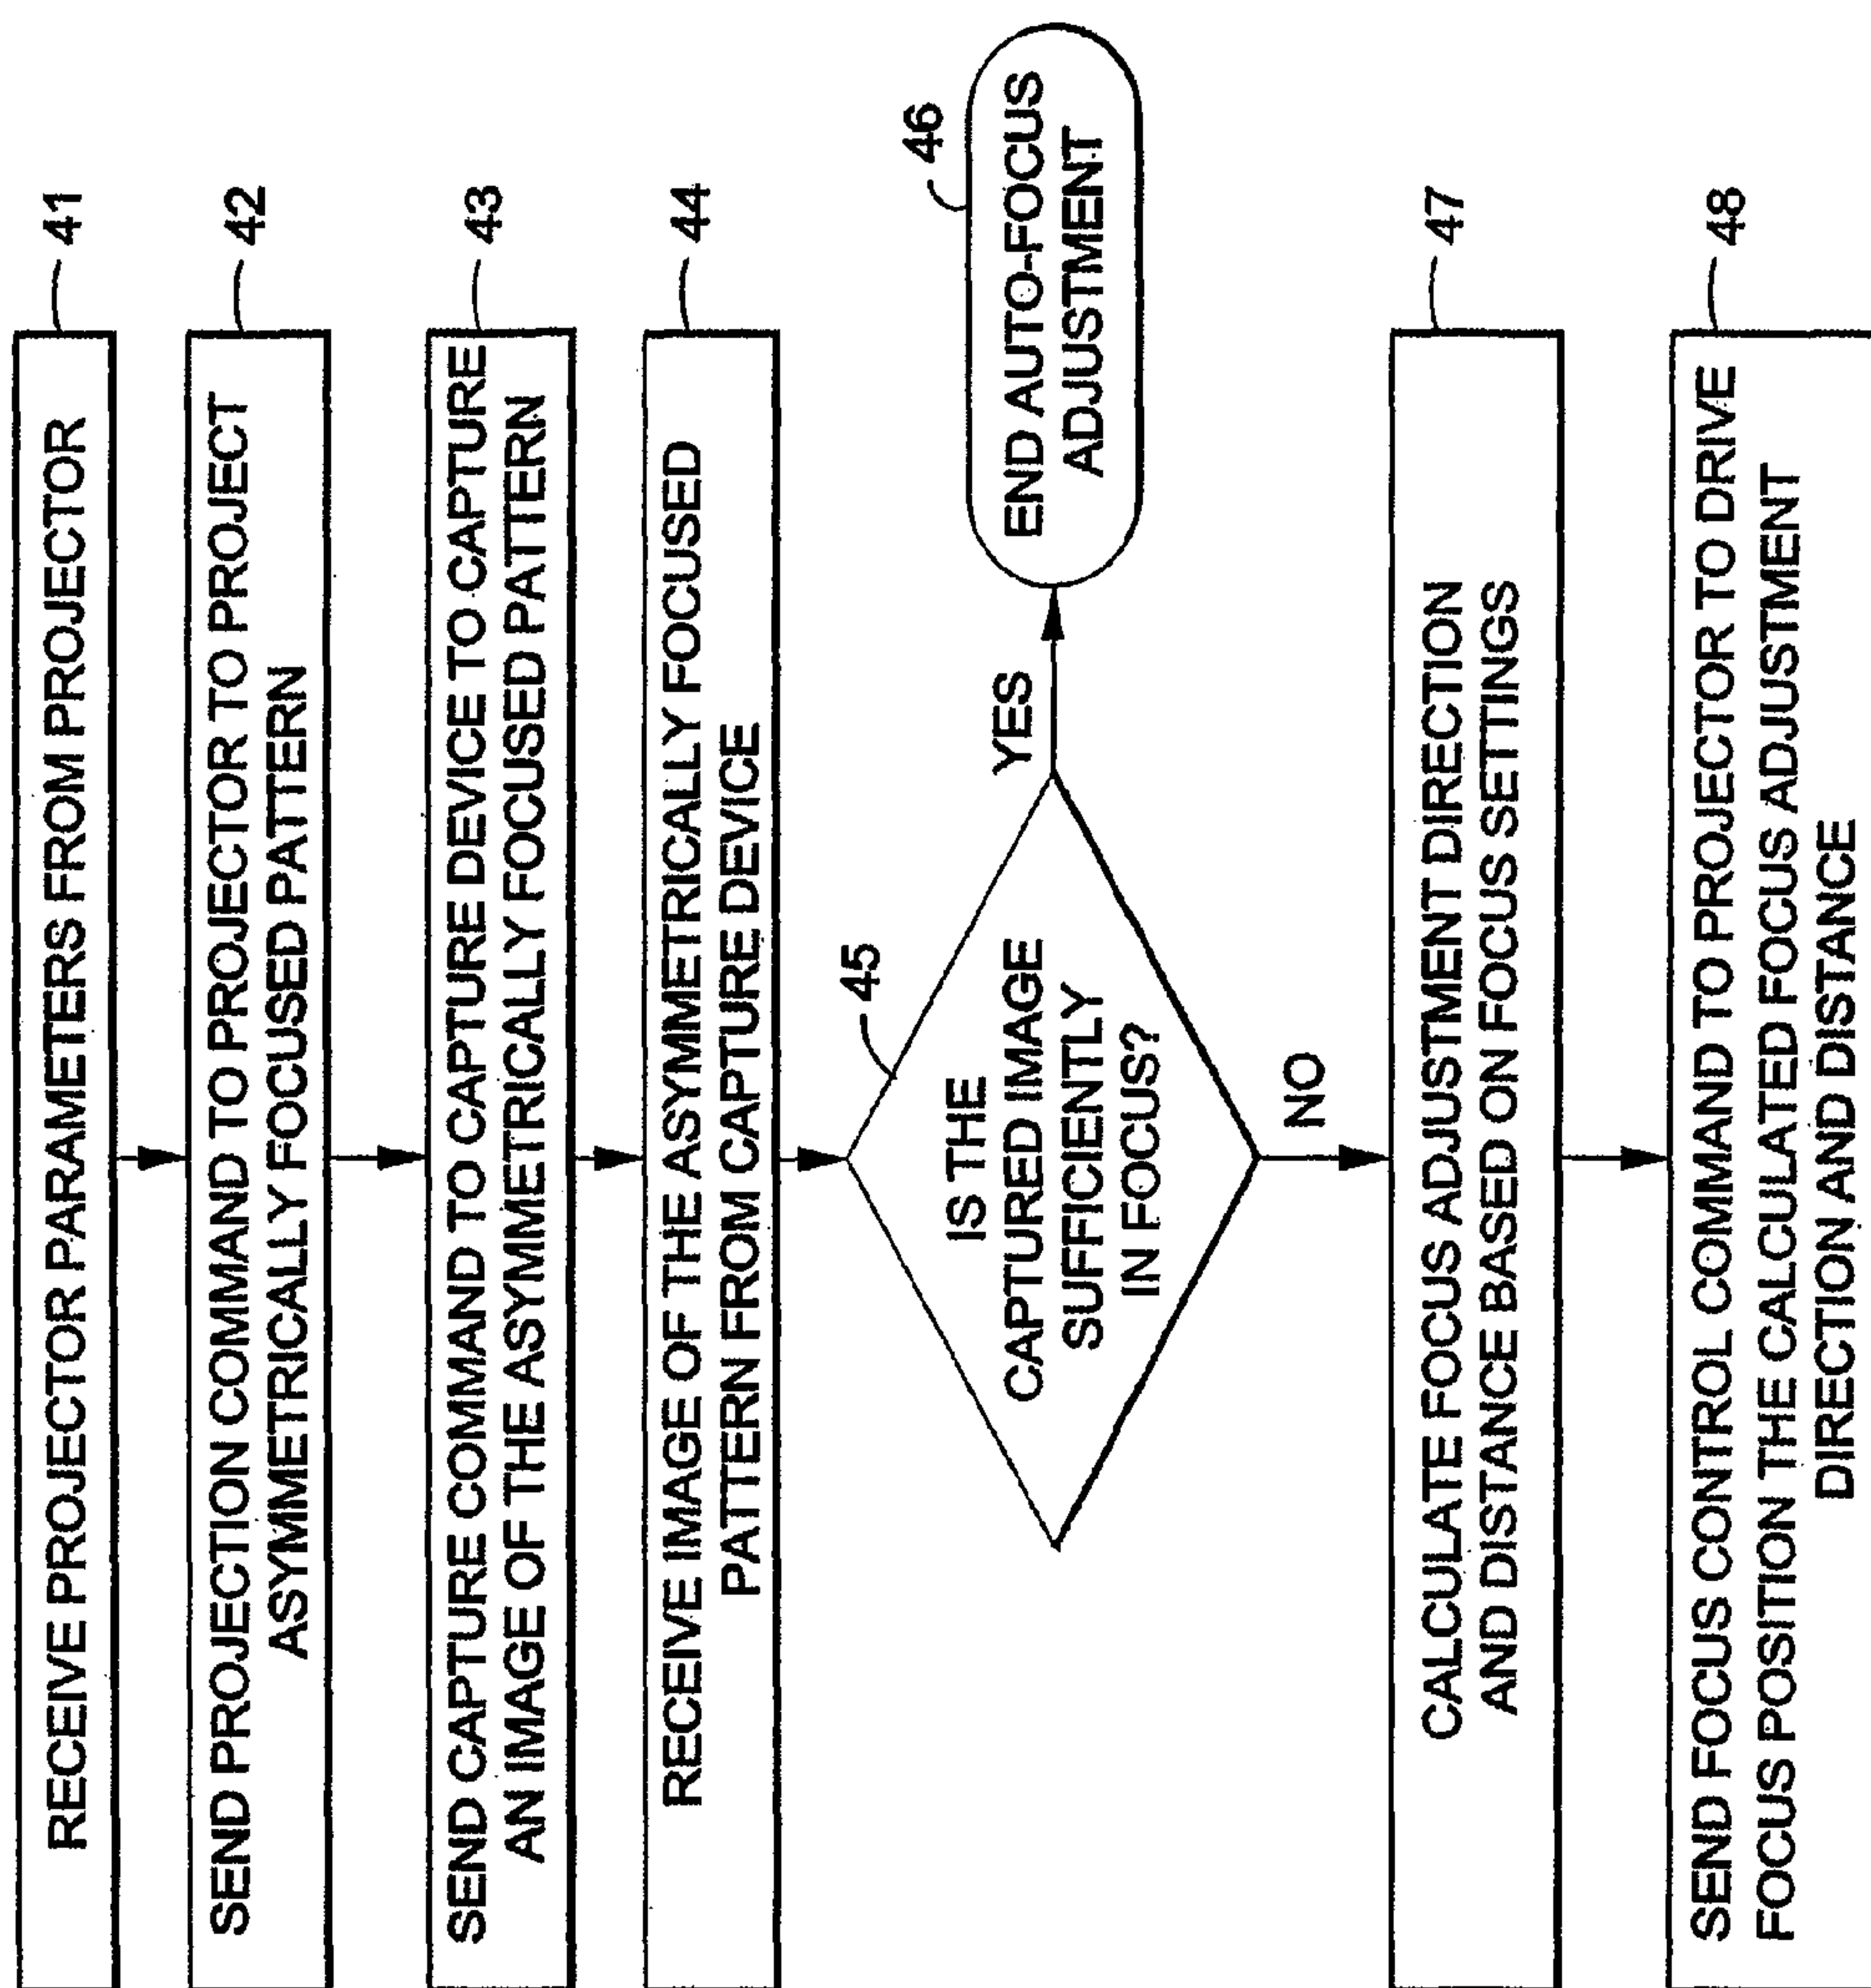 RECEIVE PROJECTOR PARAMETERS FROM PROJECTOR
41
SEND PROJECTION COMMAND TO PROJECTOR TO PROJECT
ASYMMETRICALLY FOCUSED PATTERN
42
SEND CAPTURE COMMAND TO CAPTURE DEVICE TO CAPTURE
AN IMAGE OF THE ASYMMETRICALLY FOCUSED PATTERN
43
RECEIVE IMAGE OF THE ASYMMETRICALLY FOCUSED
PATTERN FROM CAPTURE DEVICE
44
45
IS THE
CAPTURED IMAGE
SUFFICIENTLY
IN FOCUS?
YES
46
END AUTO-FOCUS
ADJUSTMENT
NO
CALCULATE FOCUS ADJUSTMENT DIRECTION
AND DISTANCE BASED ON FOCUS SETTINGS
47
SEND FOCUS CONTROL COMMAND TO PROJECTOR TO DRIVE
FOCUS POSITION THE CALCULATED FOCUS ADJUSTMENT
DIRECTION AND DISTANCE
48